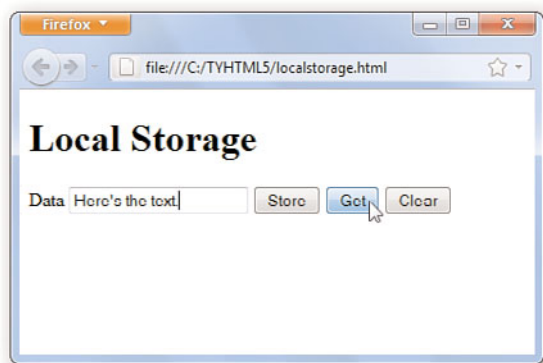 Firefox
file:///C:/TYHTML5/localstorage.html
Local Storage
Data Here's the text. Store Get Clear